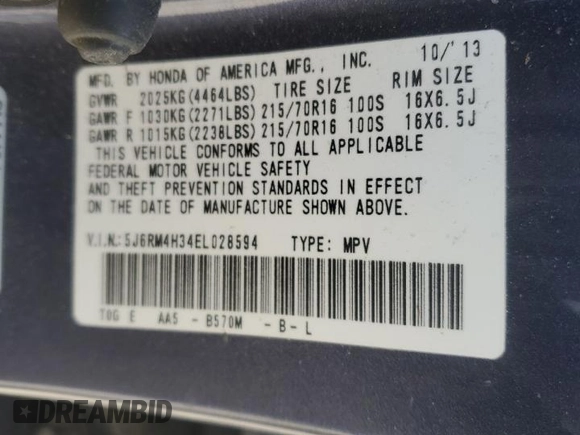 10/'13
MFD. BY HONDA OF AMERICA MFG., INC.
GVWR 2025KG(4464LBS) TIRE SIZE RIM SIZE
GAWR F 1030KG(2271LBS) 215/70R16 100S 16X6.5J
GAWR R 1015KG(2238LBS) 215/70R16 100S 16X6.5J
THIS VEHICLE CONFORMS TO ALL APPLICABLE
FEDERAL MOTOR VEHICLE SAFETY
AND THEFT PREVENTION STANDARDS IN EFFECT
ON THE DATE OF MANUFACTURE SHOWN ABOVE.
V.I.N.:5J6RM4H34EL028594 TYPE: MPV
T0G E AA5 - B570M - B - L
DREAMBID